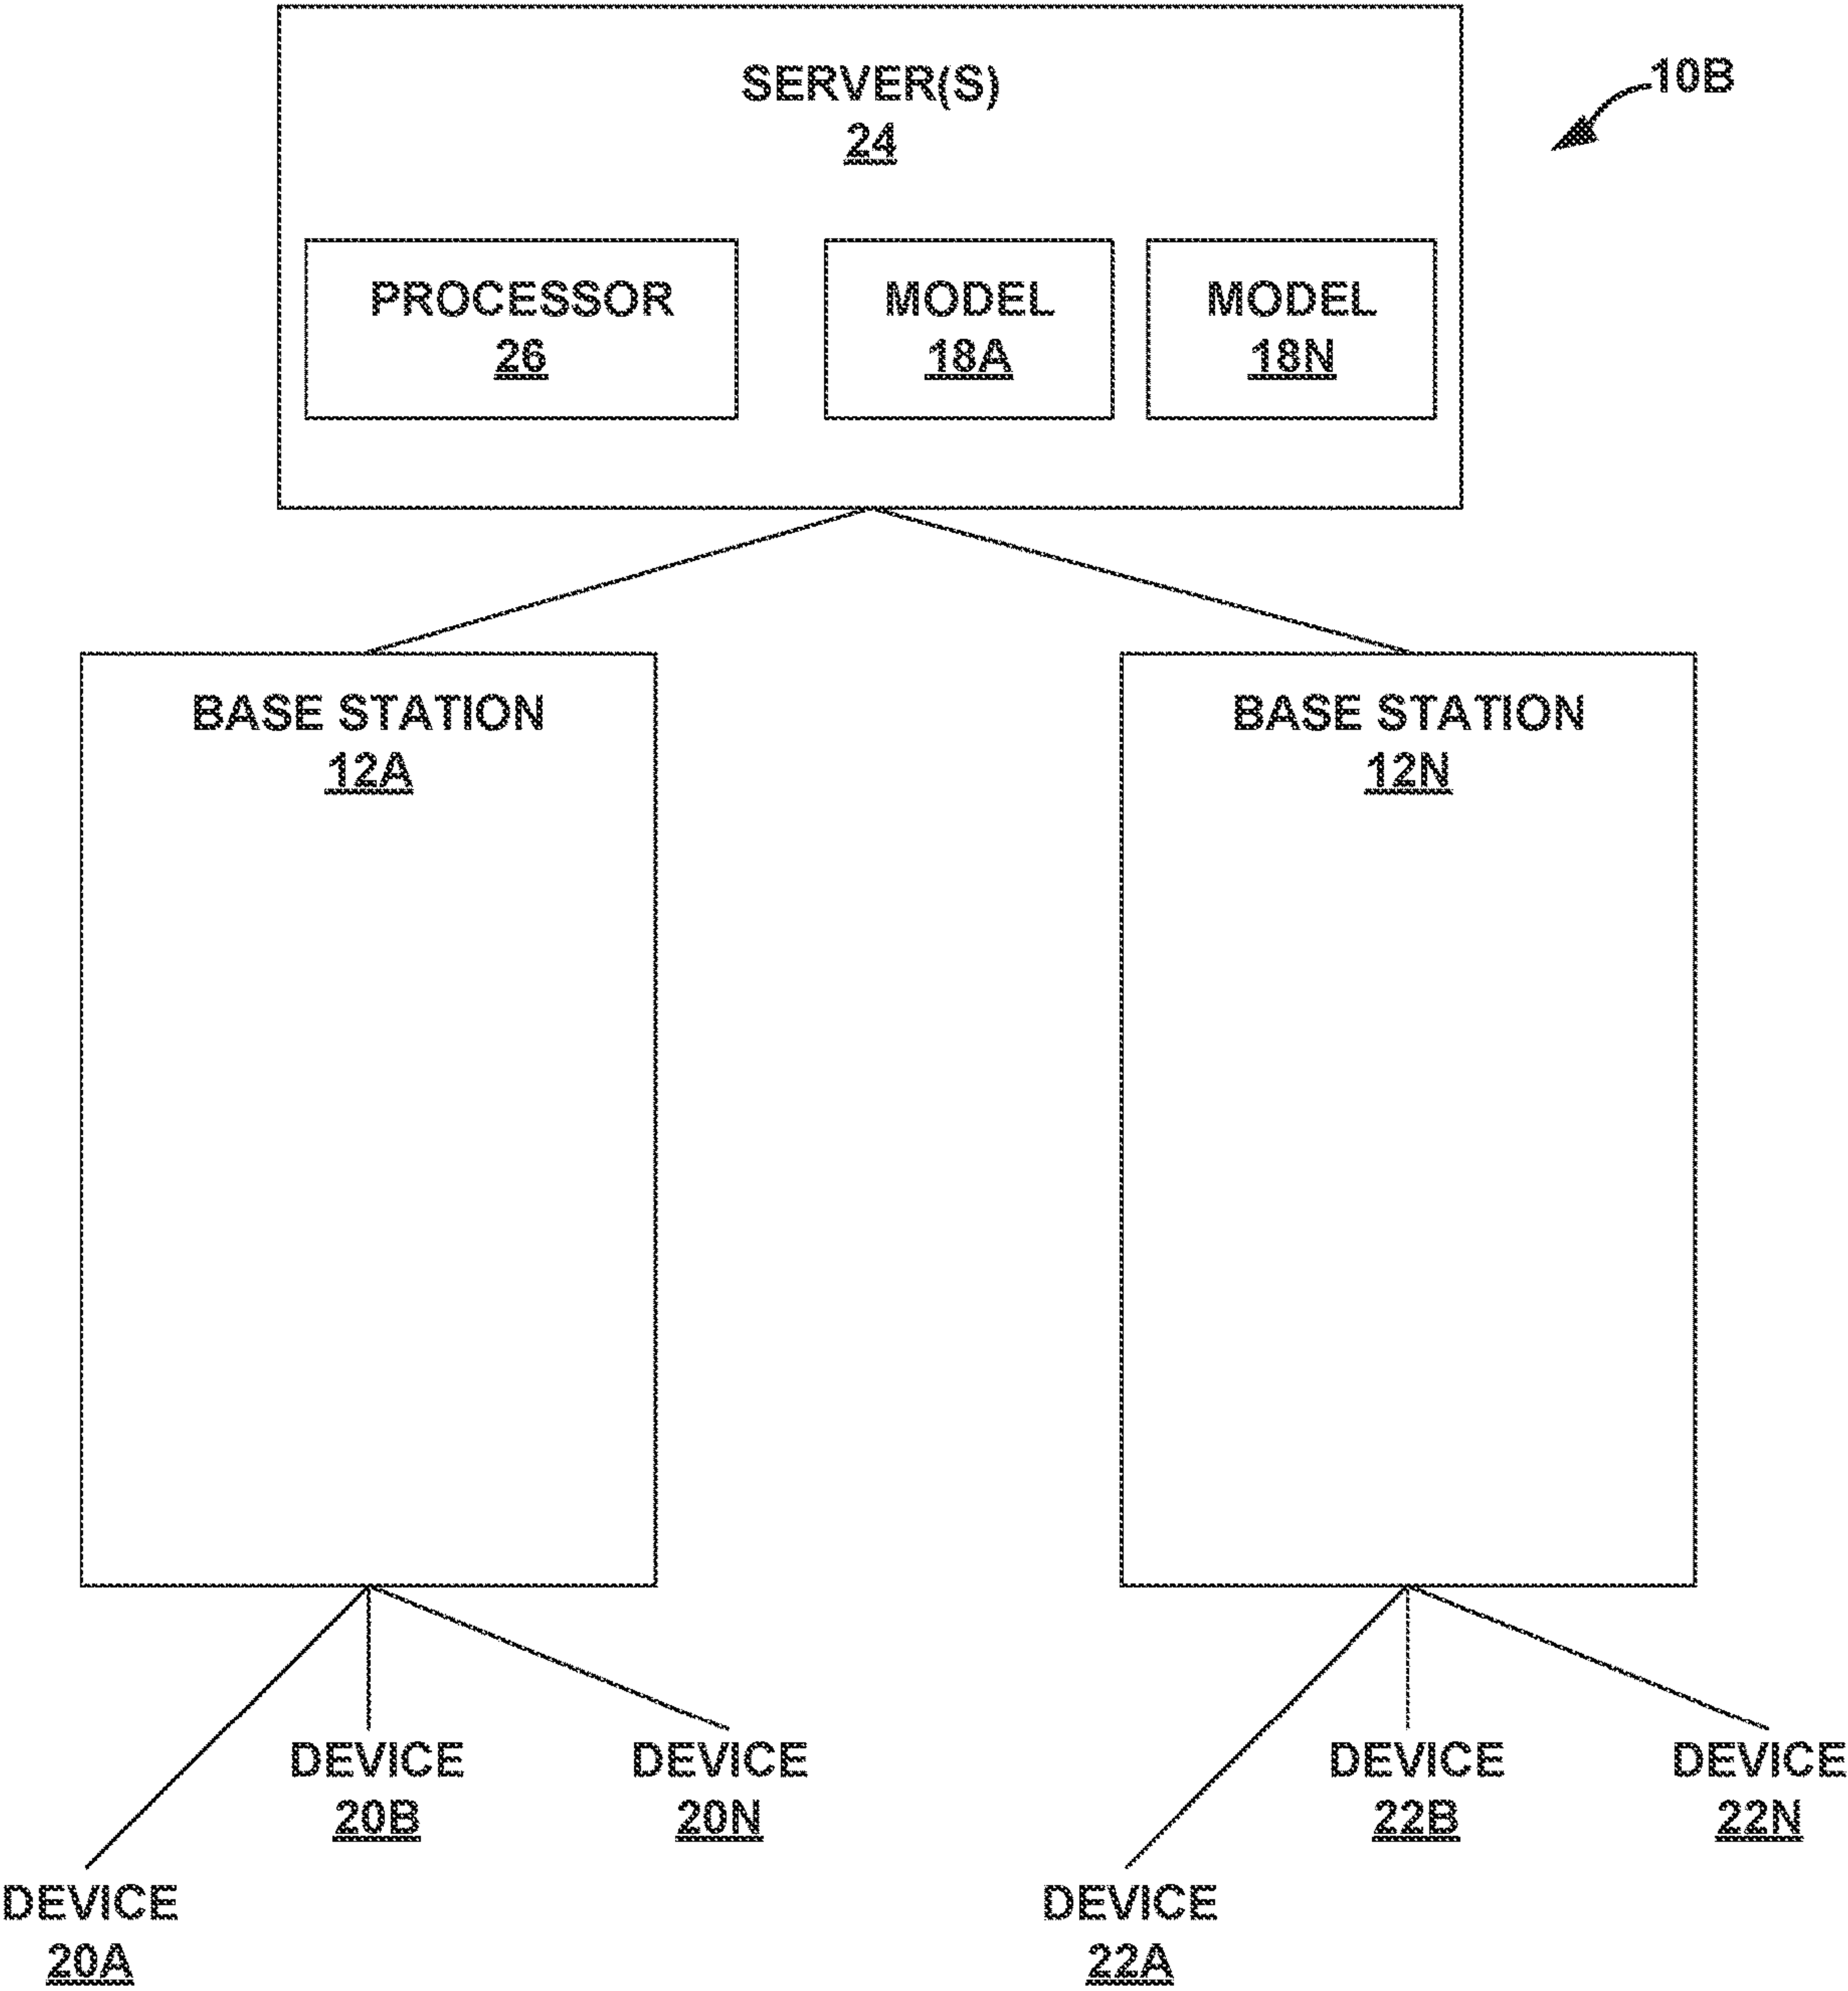 SERVER(S)
24
10B
PROCESSOR
26
MODEL
18A
MODEL
18N
BASE STATION
12A
BASE STATION
12N
DEVICE
20A
DEVICE
20B
DEVICE
20N
DEVICE
22A
DEVICE
22B
DEVICE
22N